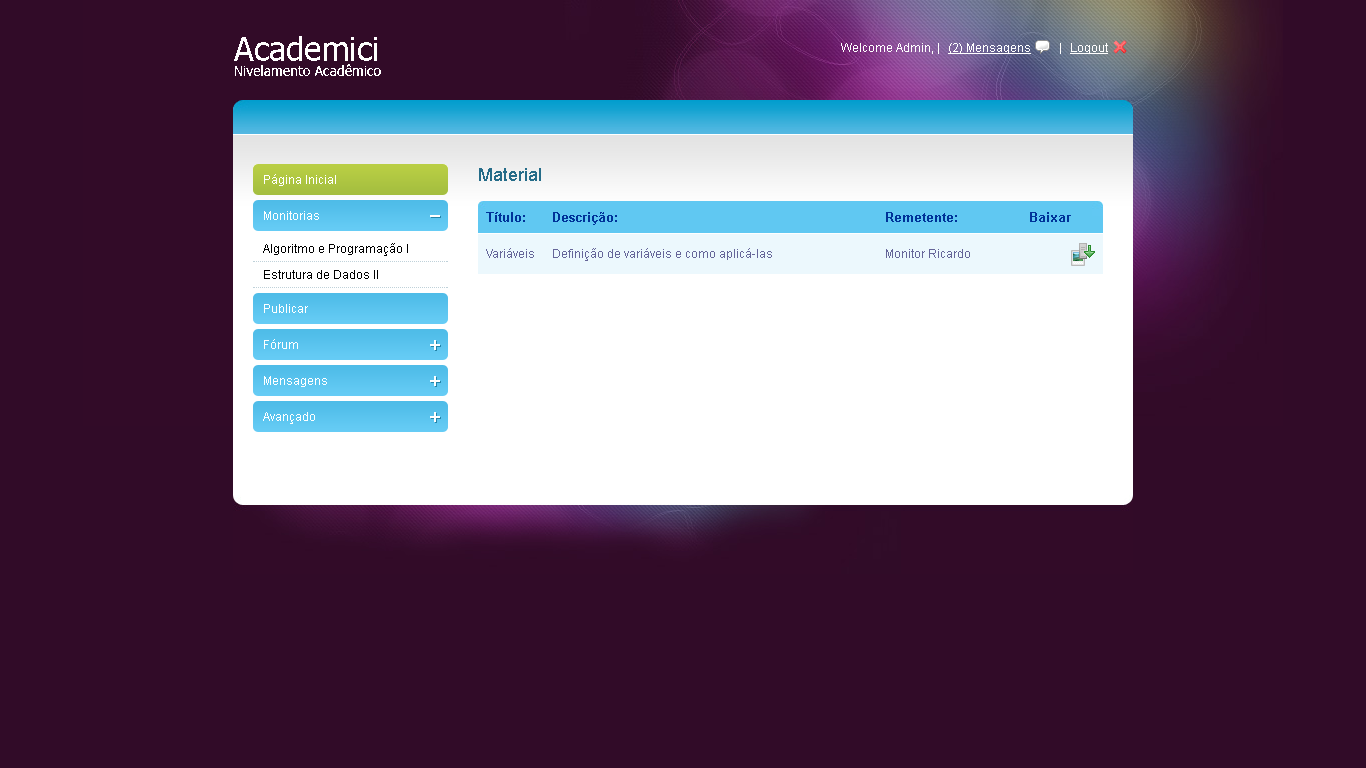 Academici
Nivelamento Acadêmico
Welcome Admin, | (2) Mensagens | Logout
Página Inicial
Monitorias
Algoritmo e Programação I
Estrutura de Dados II
Publicar
Fórum
Mensagens
Avançado
Material
Título: Descrição: Remetente: Baixar
Variáveis Definição de variáveis e como aplicá-las Monitor Ricardo